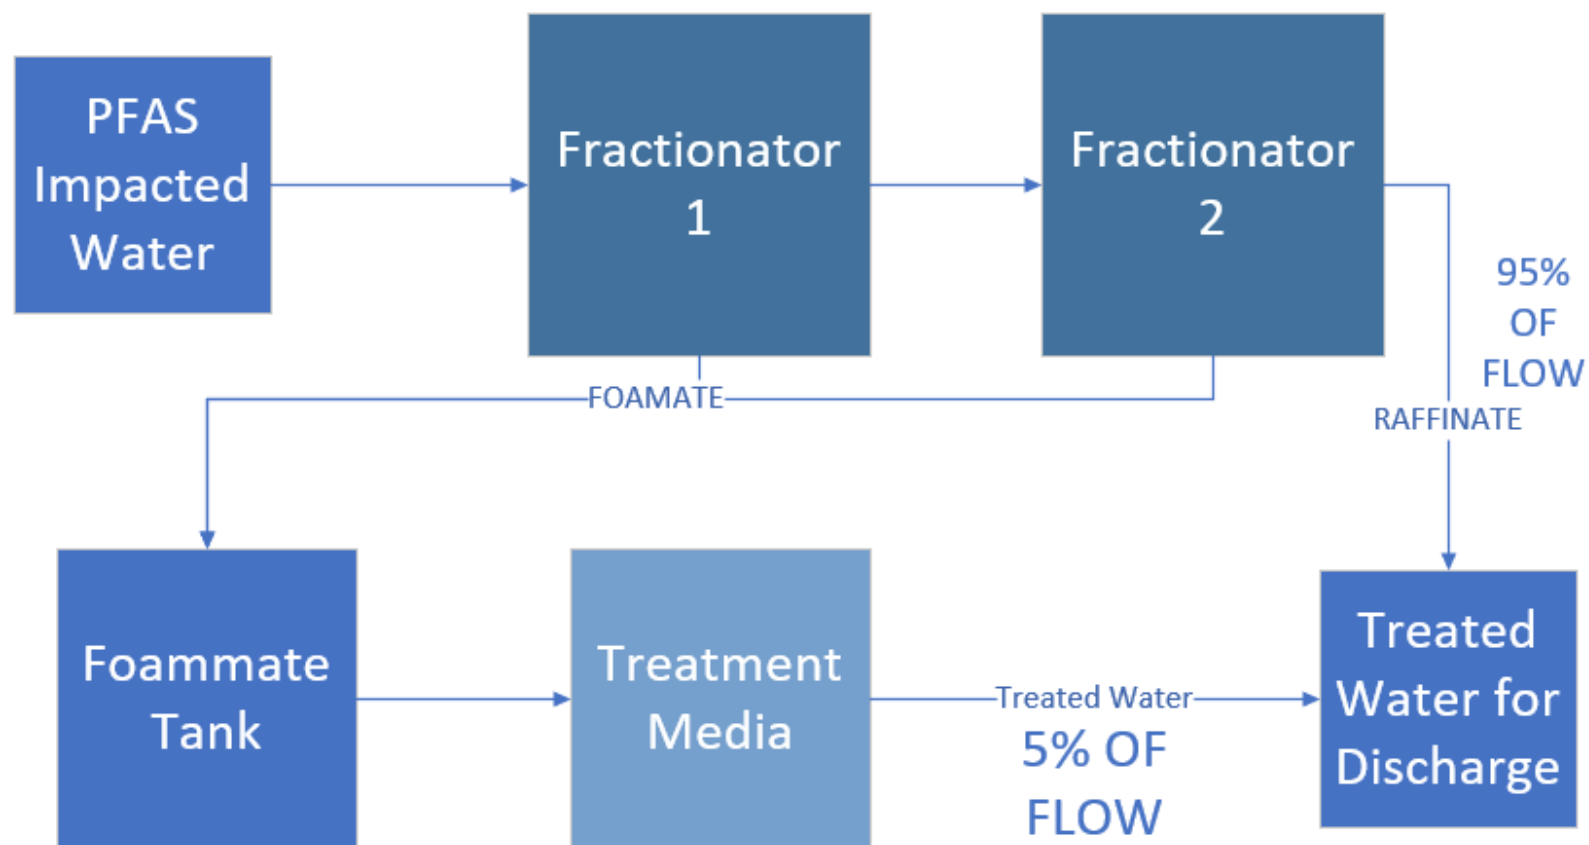 PFAS
Impacted
Water
Fractionator
1
Fractionator
2
95%
OF
FLOW
FOAMATE
RAFFINATE
Foammate
Tank
Treatment
Media
Treated Water
5% OF
FLOW
Treated
Water for
Discharge